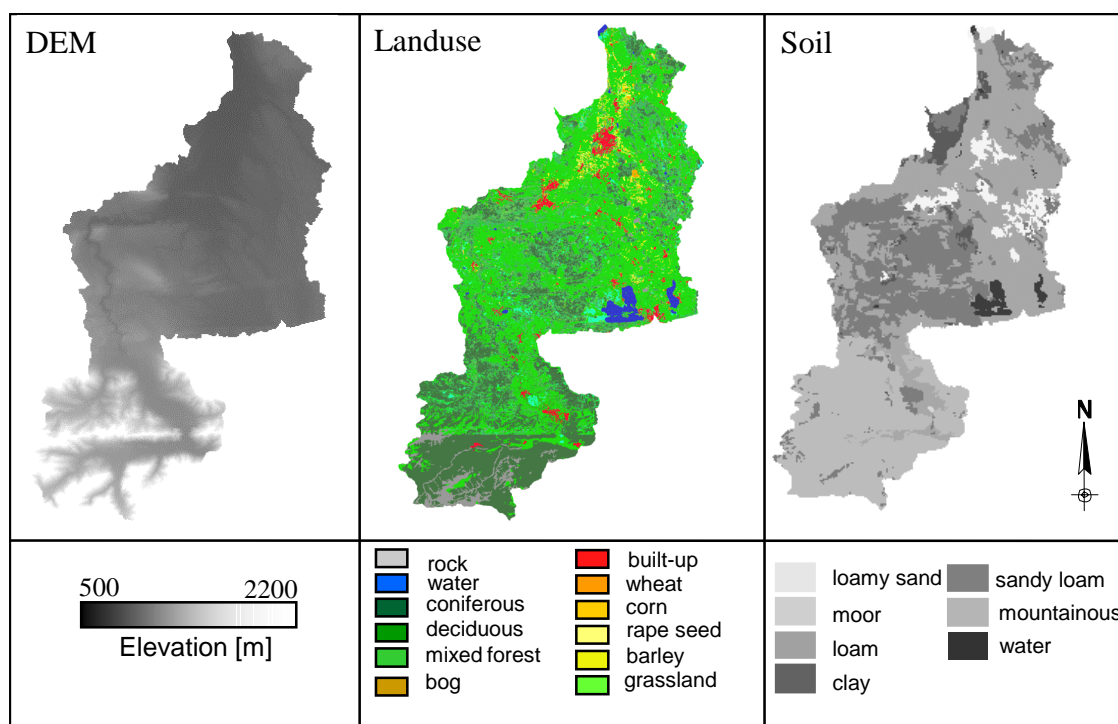 DEM
Landuse
Soil
N
500 2200
Elevation [m]
rock
water
coniferous
deciduous
mixed forest
bog
built-up
wheat
corn
rape seed
barley
grassland
loamy sand
moor
loam
clay
sandy loam
mountainous
water